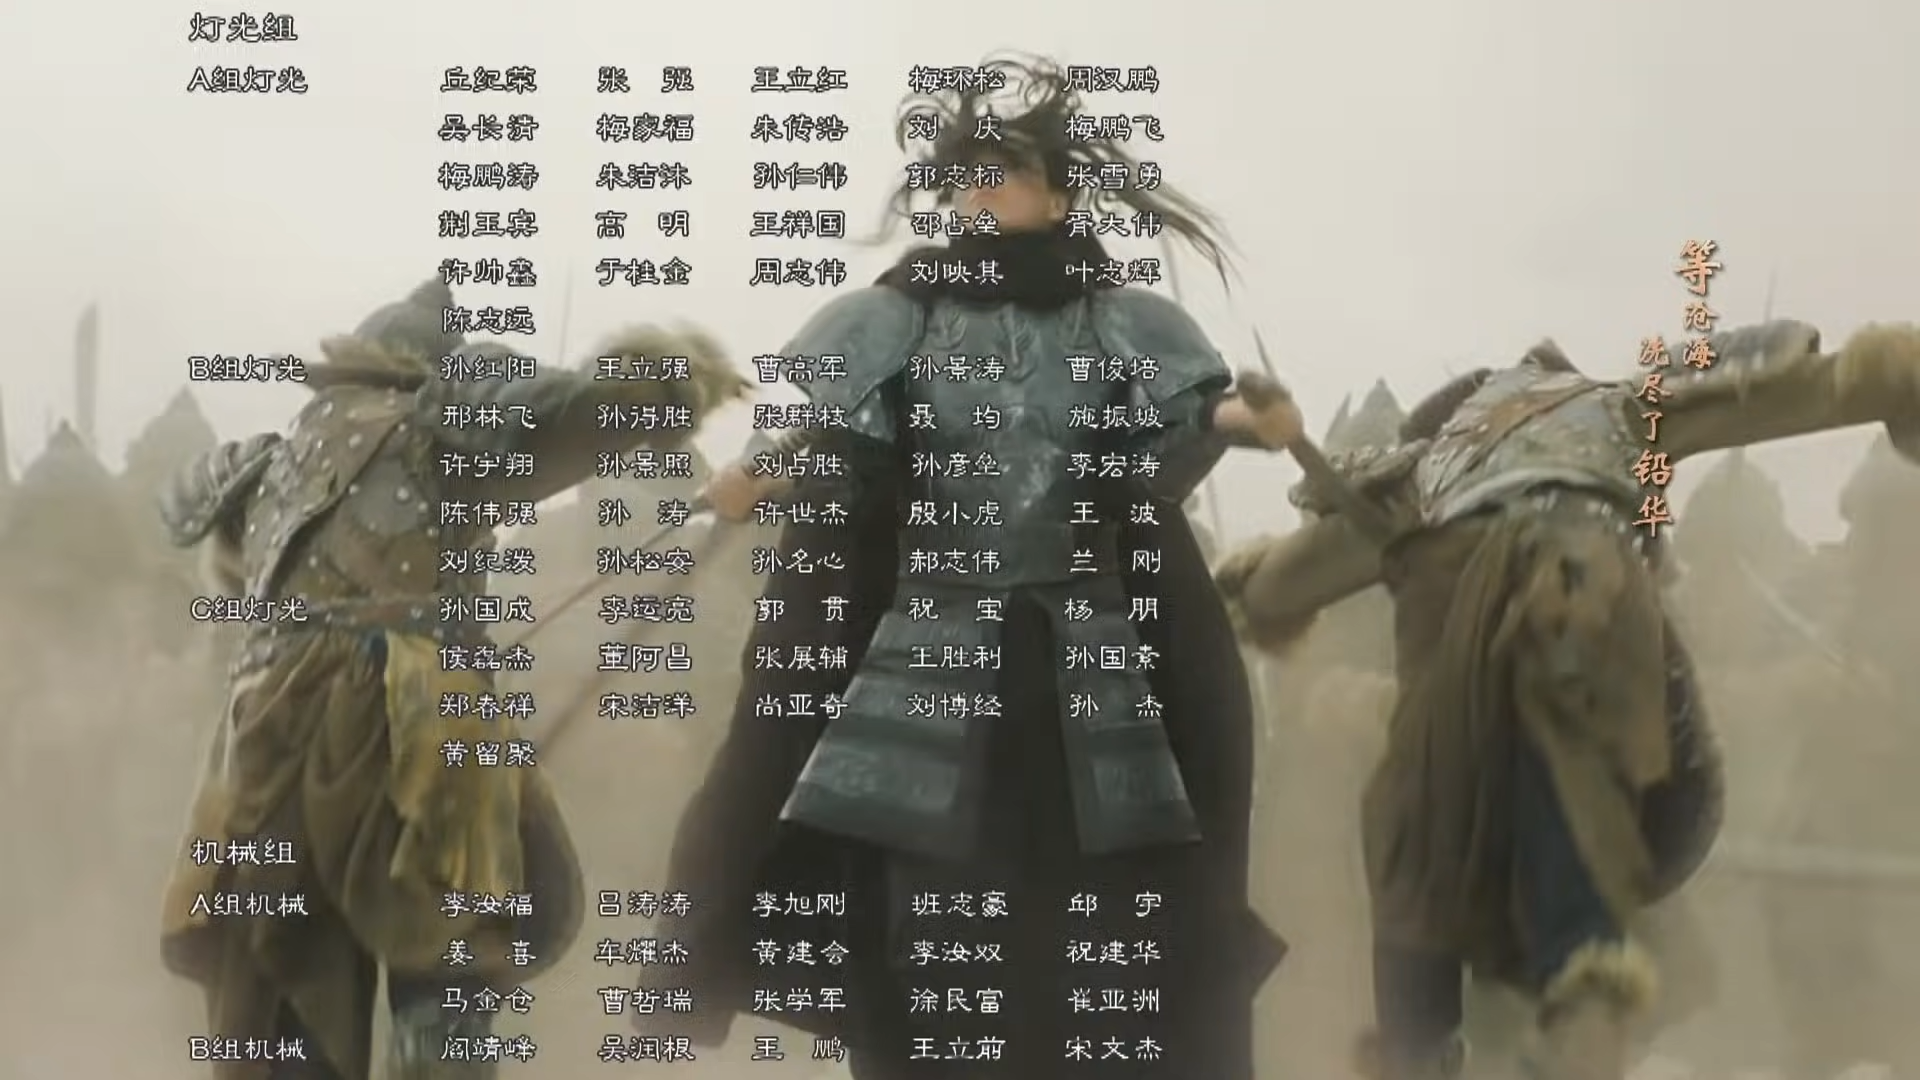 灯光组
A组灯光 丘纪荣 张 强 王立红 梅环松 周汉鹏
吴长清 梅家福 朱传浩 刘 庆 梅鹏飞
梅鹏涛 朱洁沐 孙仁伟 郭志标 张雪勇
荆玉宾 高 明 王祥国 邵占垒 胥大伟
许帅鑫 于桂金 周志伟 刘映其 叶志辉
陈志远
B组灯光 孙红阳 王立强 曹高军 孙景涛 曹俊培
邢林飞 孙得胜 张群枝 聂 均 施振坡
许宇翔 孙景照 刘占胜 孙彦垒 李宏涛
陈伟强 孙 涛 许世杰 殷小虎 王 波
刘纪泼 孙松安 孙名心 郝志伟 兰 刚
C组灯光 孙国成 李运亮 郭 贯 祝 宝 杨 朋
侯磊杰 董阿昌 张展辅 王胜利 孙国素
郑春祥 宋洁洋 尚亚奇 刘博经 孙 杰
黄留聚
机械组
A组机械 李汝福 吕涛涛 李旭刚 班志豪 邱 宇
姜 喜 车耀杰 黄建会 李汝双 祝建华
马金仓 曹哲瑞 张学军 徐民富 崔亚洲
B组机械 阎靖峰 吴润根 王 鹏 王立前 宋文杰
等沧海
洗尽了铅华